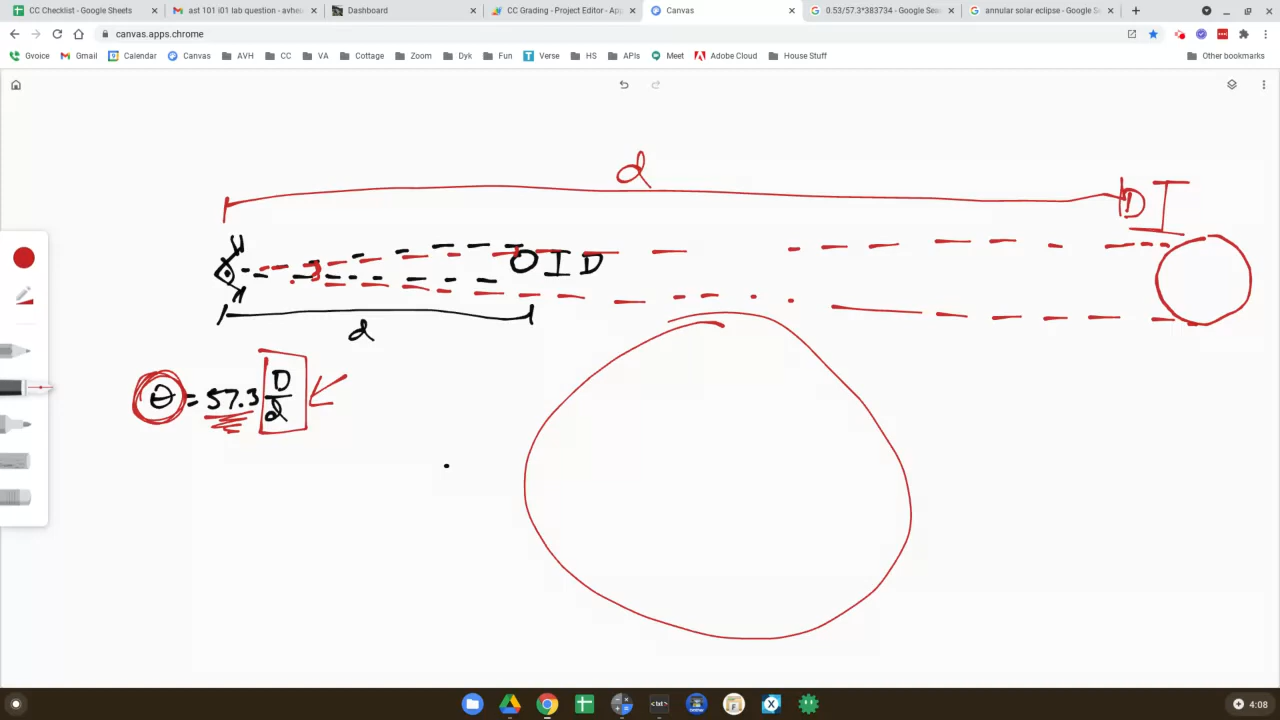 CC Checklist - Google Sheets
ast 101 i01 lab question - avheu
Dashboard
CC Grading - Project Editor - App
Canvas
0.53/57.3*383734 - Google Sea
annular solar eclipse - Google S
canvas.apps.chrome
Gvoice
Gmail
Calendar
Canvas
AVH
CC
VA
Cottage
Zoom
Dyk
Fun
Verse
HS
APIs
Meet
Adobe Cloud
House Stuff
Other bookmarks
d
D
D
d
θ = 57.3 D/d
4:08